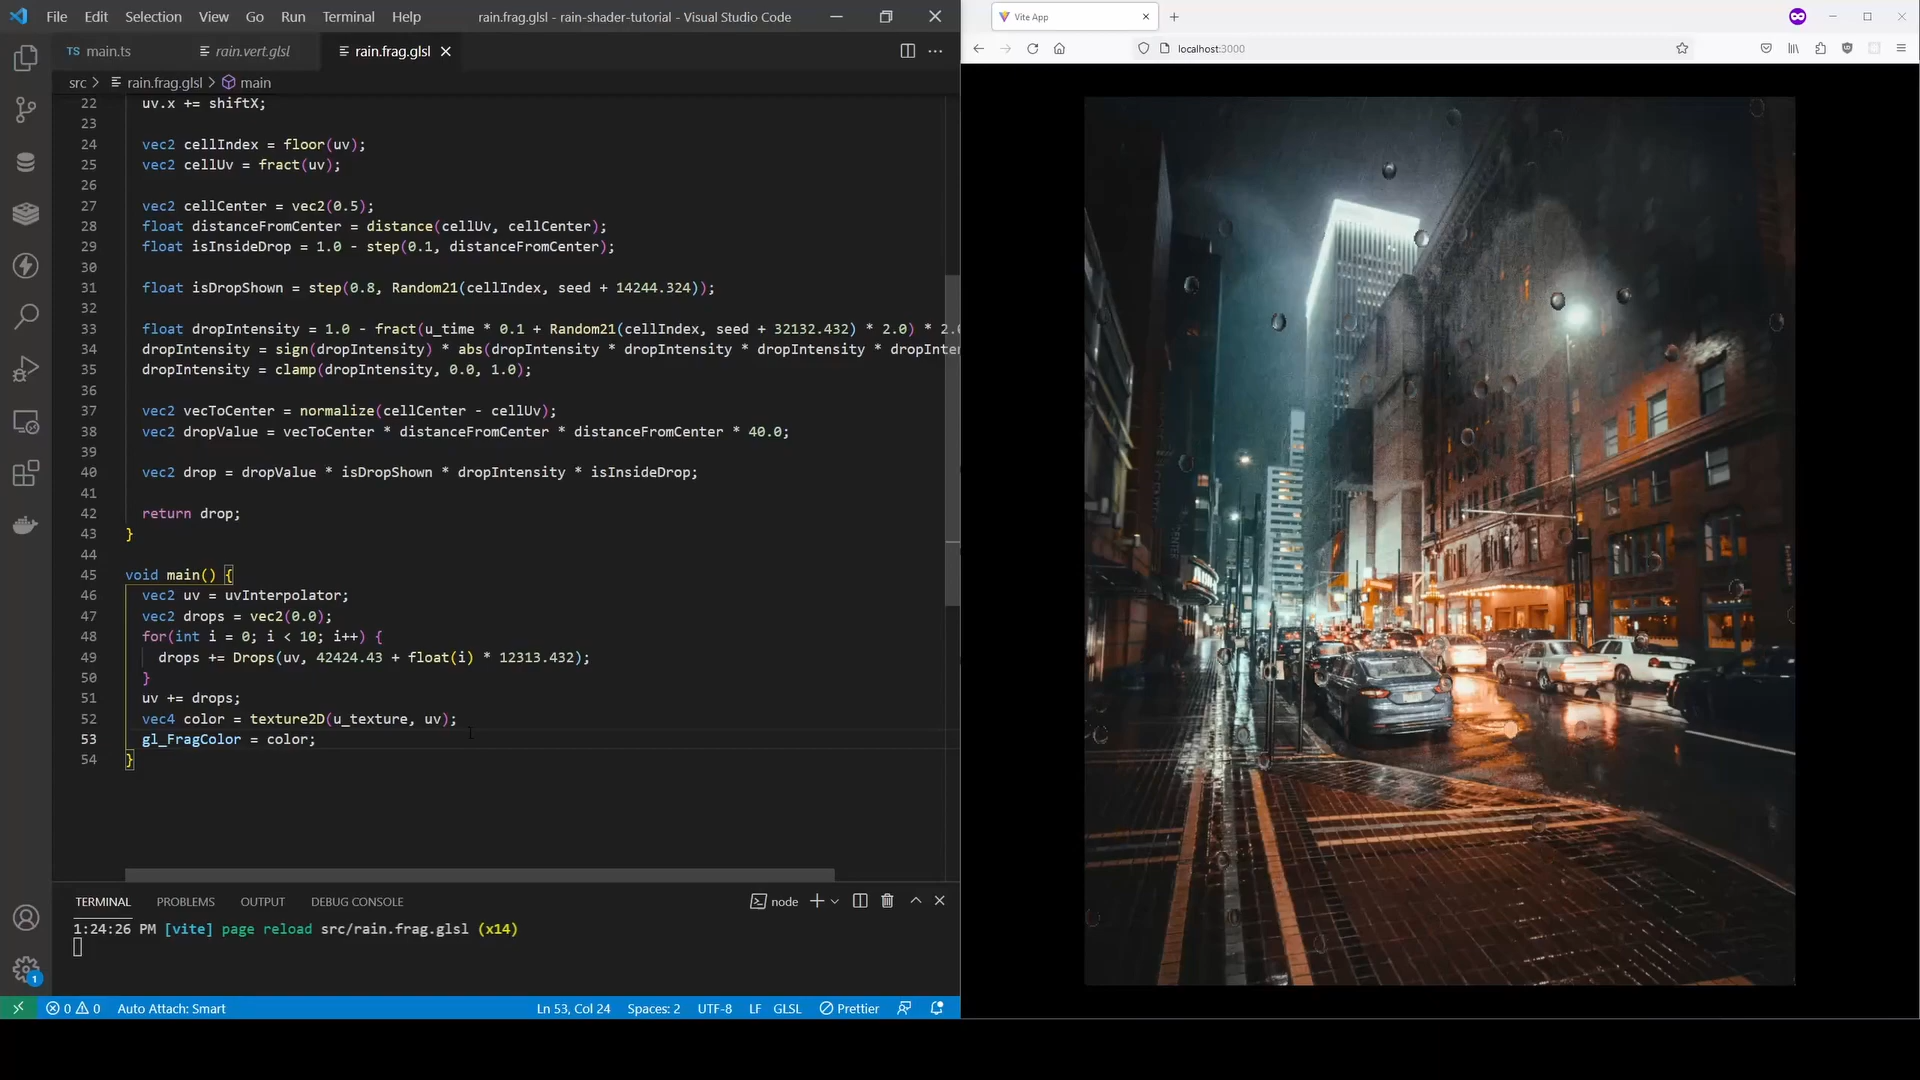 File Edit Selection View Go Run Terminal Help
rain.frag.glsl - rain-shader-tutorial - Visual Studio Code
TS main.ts
rain.vert.glsl
rain.frag.glsl
src > rain.frag.glsl > main
22 uv.x += shiftX;
23
24 vec2 cellIndex = floor(uv);
25 vec2 cellUv = fract(uv);
26
27 vec2 cellCenter = vec2(0.5);
28 float distanceFromCenter = distance(cellUv, cellCenter);
29 float isInsideDrop = 1.0 - step(0.1, distanceFromCenter);
30
31 float isDropShown = step(0.8, Random21(cellIndex, seed + 14244.324));
32
33 float dropIntensity = 1.0 - fract(u_time * 0.1 + Random21(cellIndex, seed + 32132.432) * 2.0) * 2.
34 dropIntensity = sign(dropIntensity) * abs(dropIntensity * dropIntensity * dropIntensity * dropInte
35 dropIntensity = clamp(dropIntensity, 0.0, 1.0);
36
37 vec2 vecToCenter = normalize(cellCenter - cellUv);
38 vec2 dropValue = vecToCenter * distanceFromCenter * distanceFromCenter * 40.0;
39
40 vec2 drop = dropValue * isDropShown * dropIntensity * isInsideDrop;
41
42 return drop;
43 }
44
45 void main() {
46 vec2 uv = uvInterpolator;
47 vec2 drops = vec2(0.0);
48 for(int i = 0; i < 10; i++) {
49 drops += Drops(uv, 42424.43 + float(i) * 12313.432);
50 }
51 uv += drops;
52 vec4 color = texture2D(u_texture, uv);
53 gl_FragColor = color;
54 }
TERMINAL PROBLEMS OUTPUT DEBUG CONSOLE
node
1:24:26 PM [vite] page reload src/rain.frag.glsl (x14)
1
0 0 Auto Attach: Smart
Ln 53, Col 24 Spaces: 2 UTF-8 LF GLSL Prettier
Vite App
localhost:3000